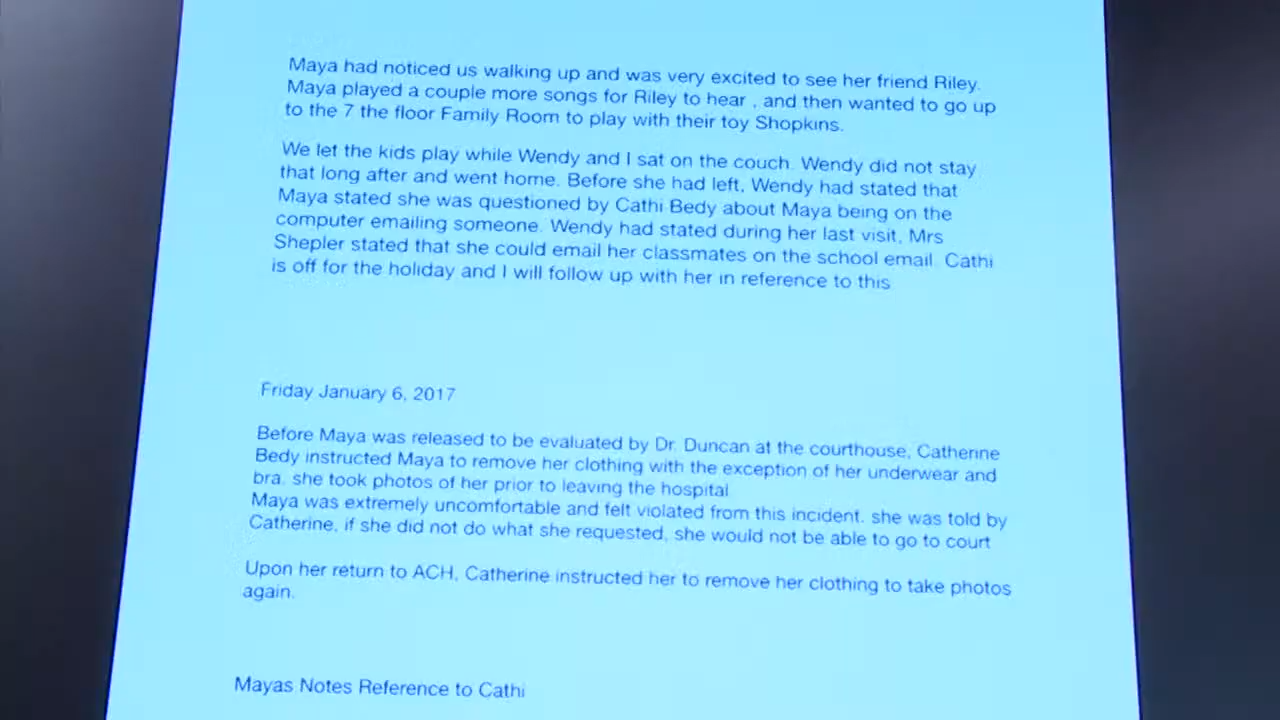 Maya had noticed us walking up and was very excited to see her friend Riley.
Maya played a couple more songs for Riley to hear , and then wanted to go up
to the 7 the floor Family Room to play with their toy Shopkins.
We let the kids play while Wendy and I sat on the couch. Wendy did not stay
that long after and went home. Before she had left, Wendy had stated that
Maya stated she was questioned by Cathi Bedy about Maya being on the
computer emailing someone. Wendy had stated during her last visit, Mrs
Shepler stated that she could email her classmates on the school email. Cathi
is off for the holiday and I will follow up with her in reference to this
Friday January 6, 2017
Before Maya was released to be evaluated by Dr. Duncan at the courthouse, Catherine
Bedy instructed Maya to remove her clothing with the exception of her underwear and
bra. she took photos of her prior to leaving the hospital
Maya was extremely uncomfortable and felt violated from this incident. she was told by
Catherine, if she did not do what she requested, she would not be able to go to court
Upon her return to ACH, Catherine instructed her to remove her clothing to take photos
again.
Mayas Notes Reference to Cathi